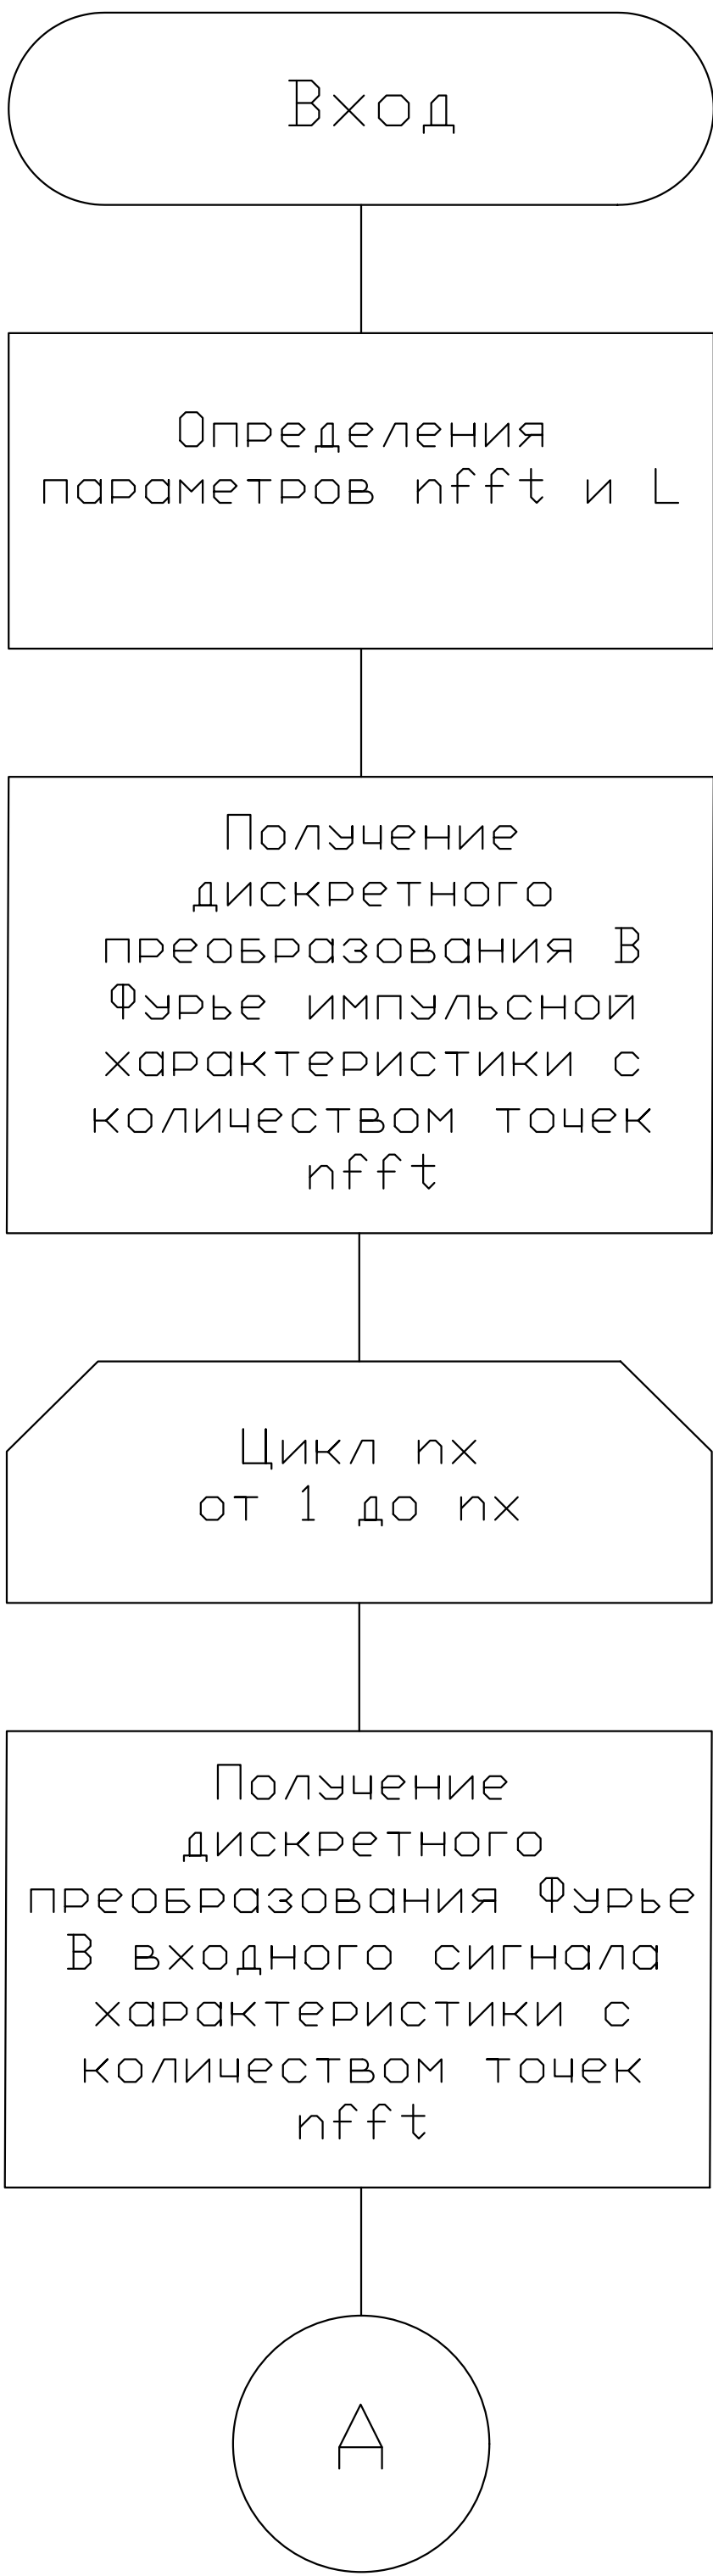 Вход
Определения
параметров nfft и L
Получение
дискретного
преобразования В
Фурье импульсной
характеристики с
количеством точек
nfft
Цикл nx
от 1 до nx
Получение
дискретного
преобразования Фурье
В входного сигнала
характеристики с
количеством точек
nfft
А